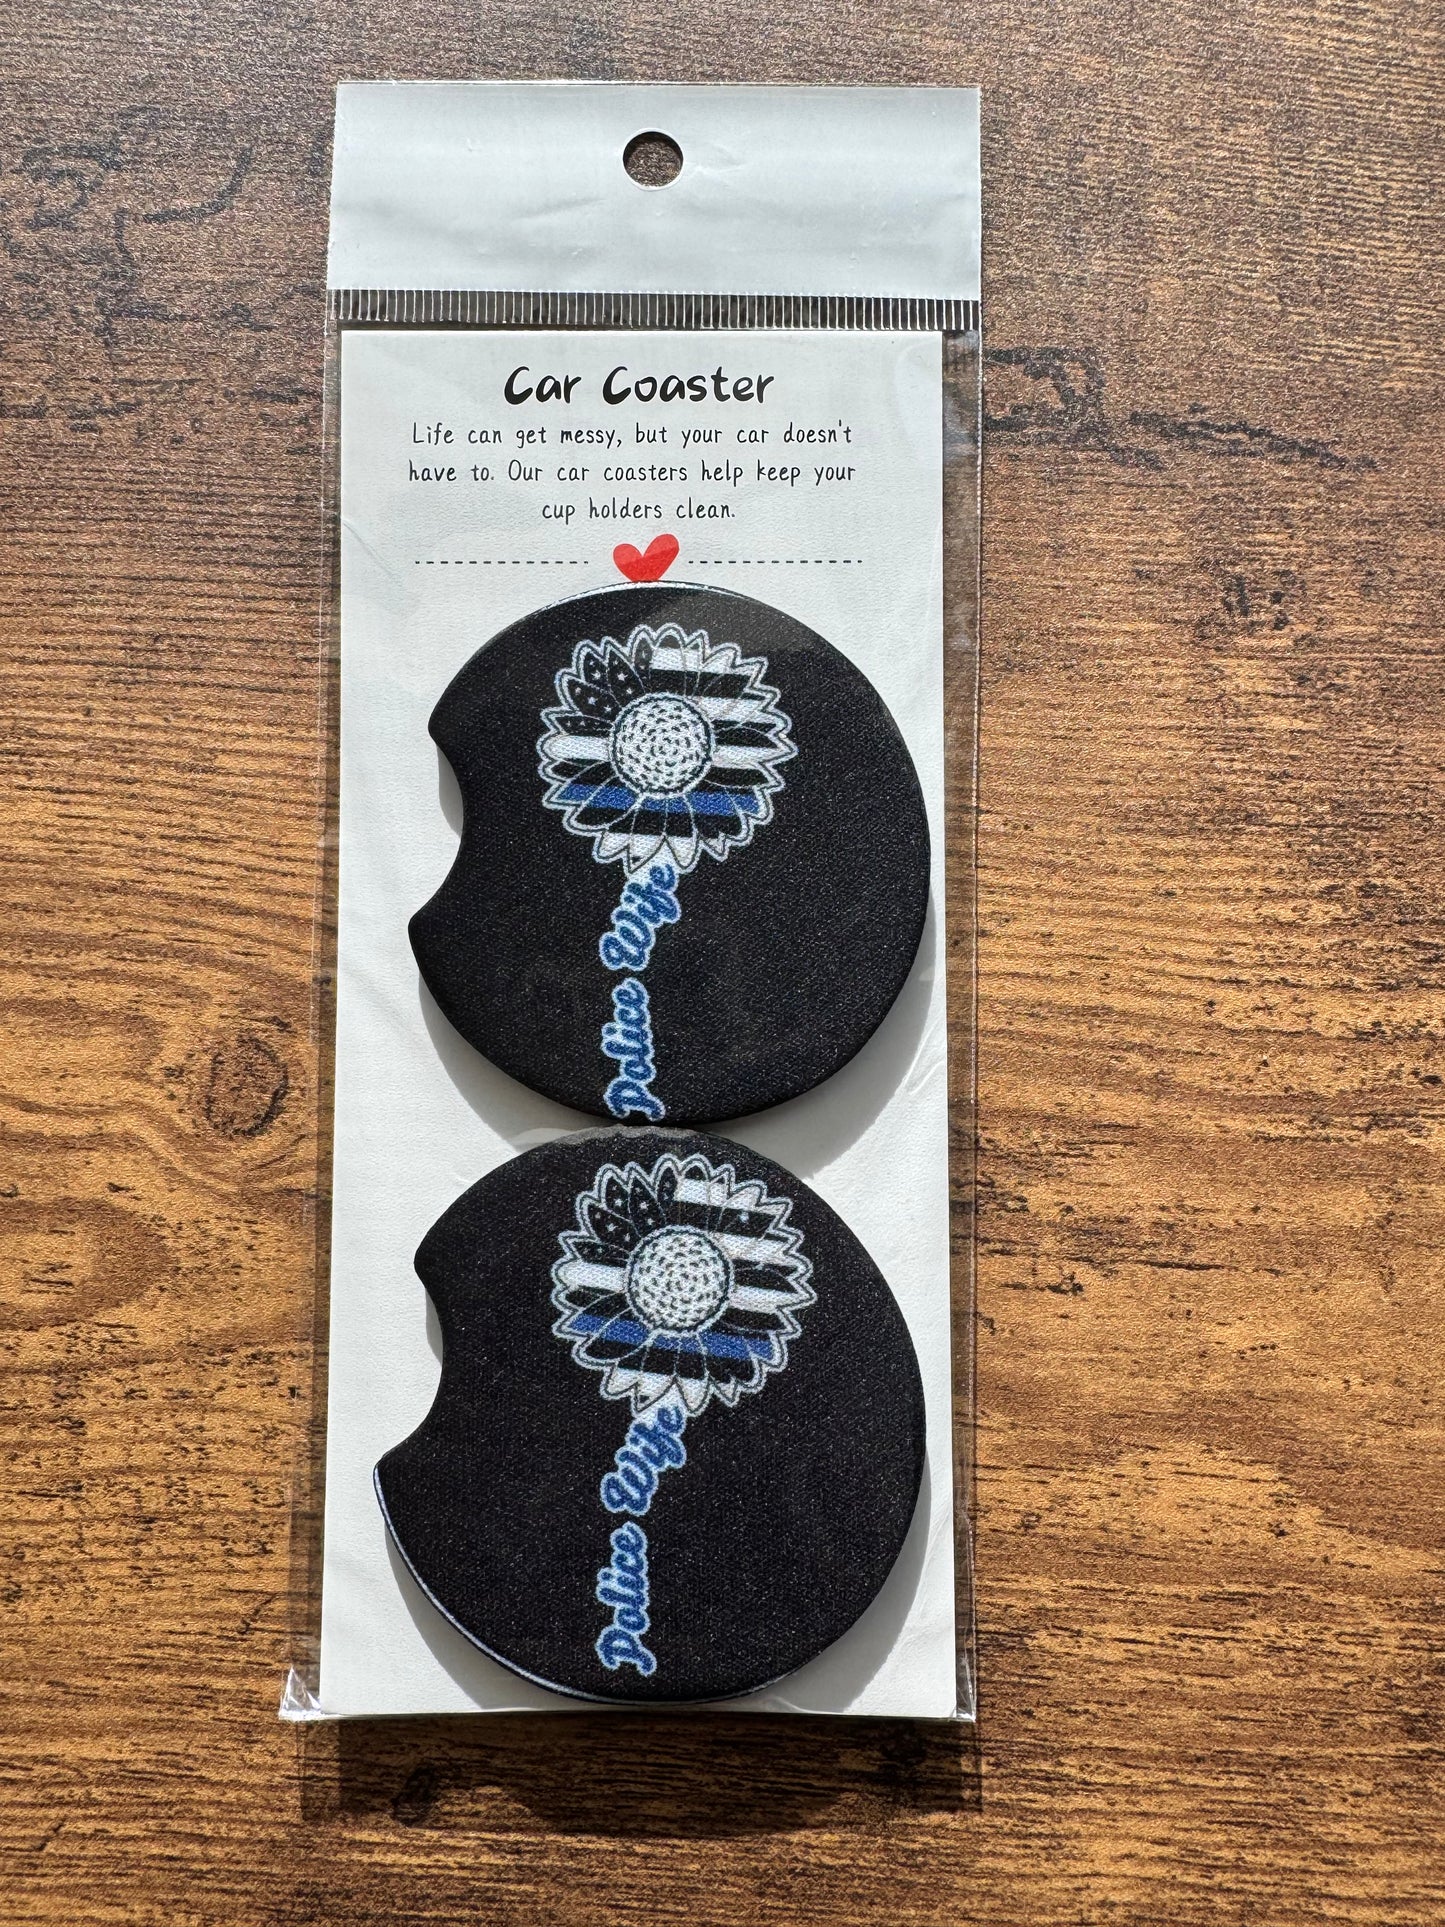 Car Coaster
Life can get messy, but your car doesn't
have to. Our car coasters help keep your
cup holders clean.
Police Wife
Police Wife